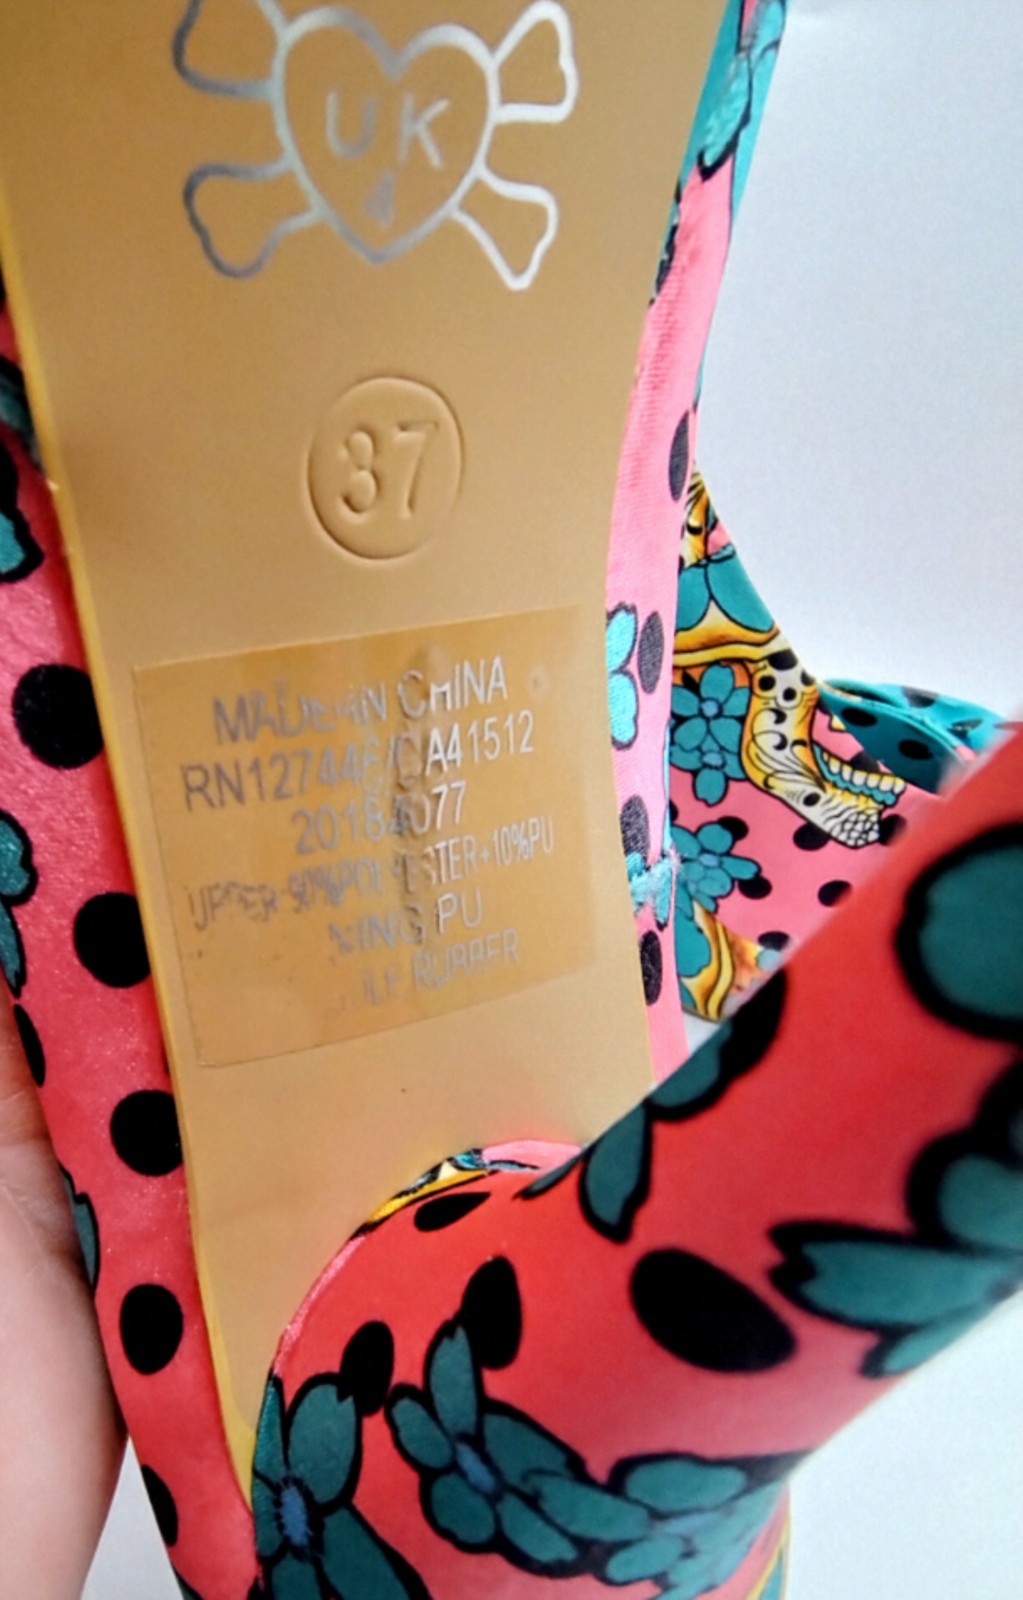 UK
4
37
MADE IN CHINA
RN127446/CA41512
20184077
UPPER 90%POLYESTER+10%PU
PU
RUBBER